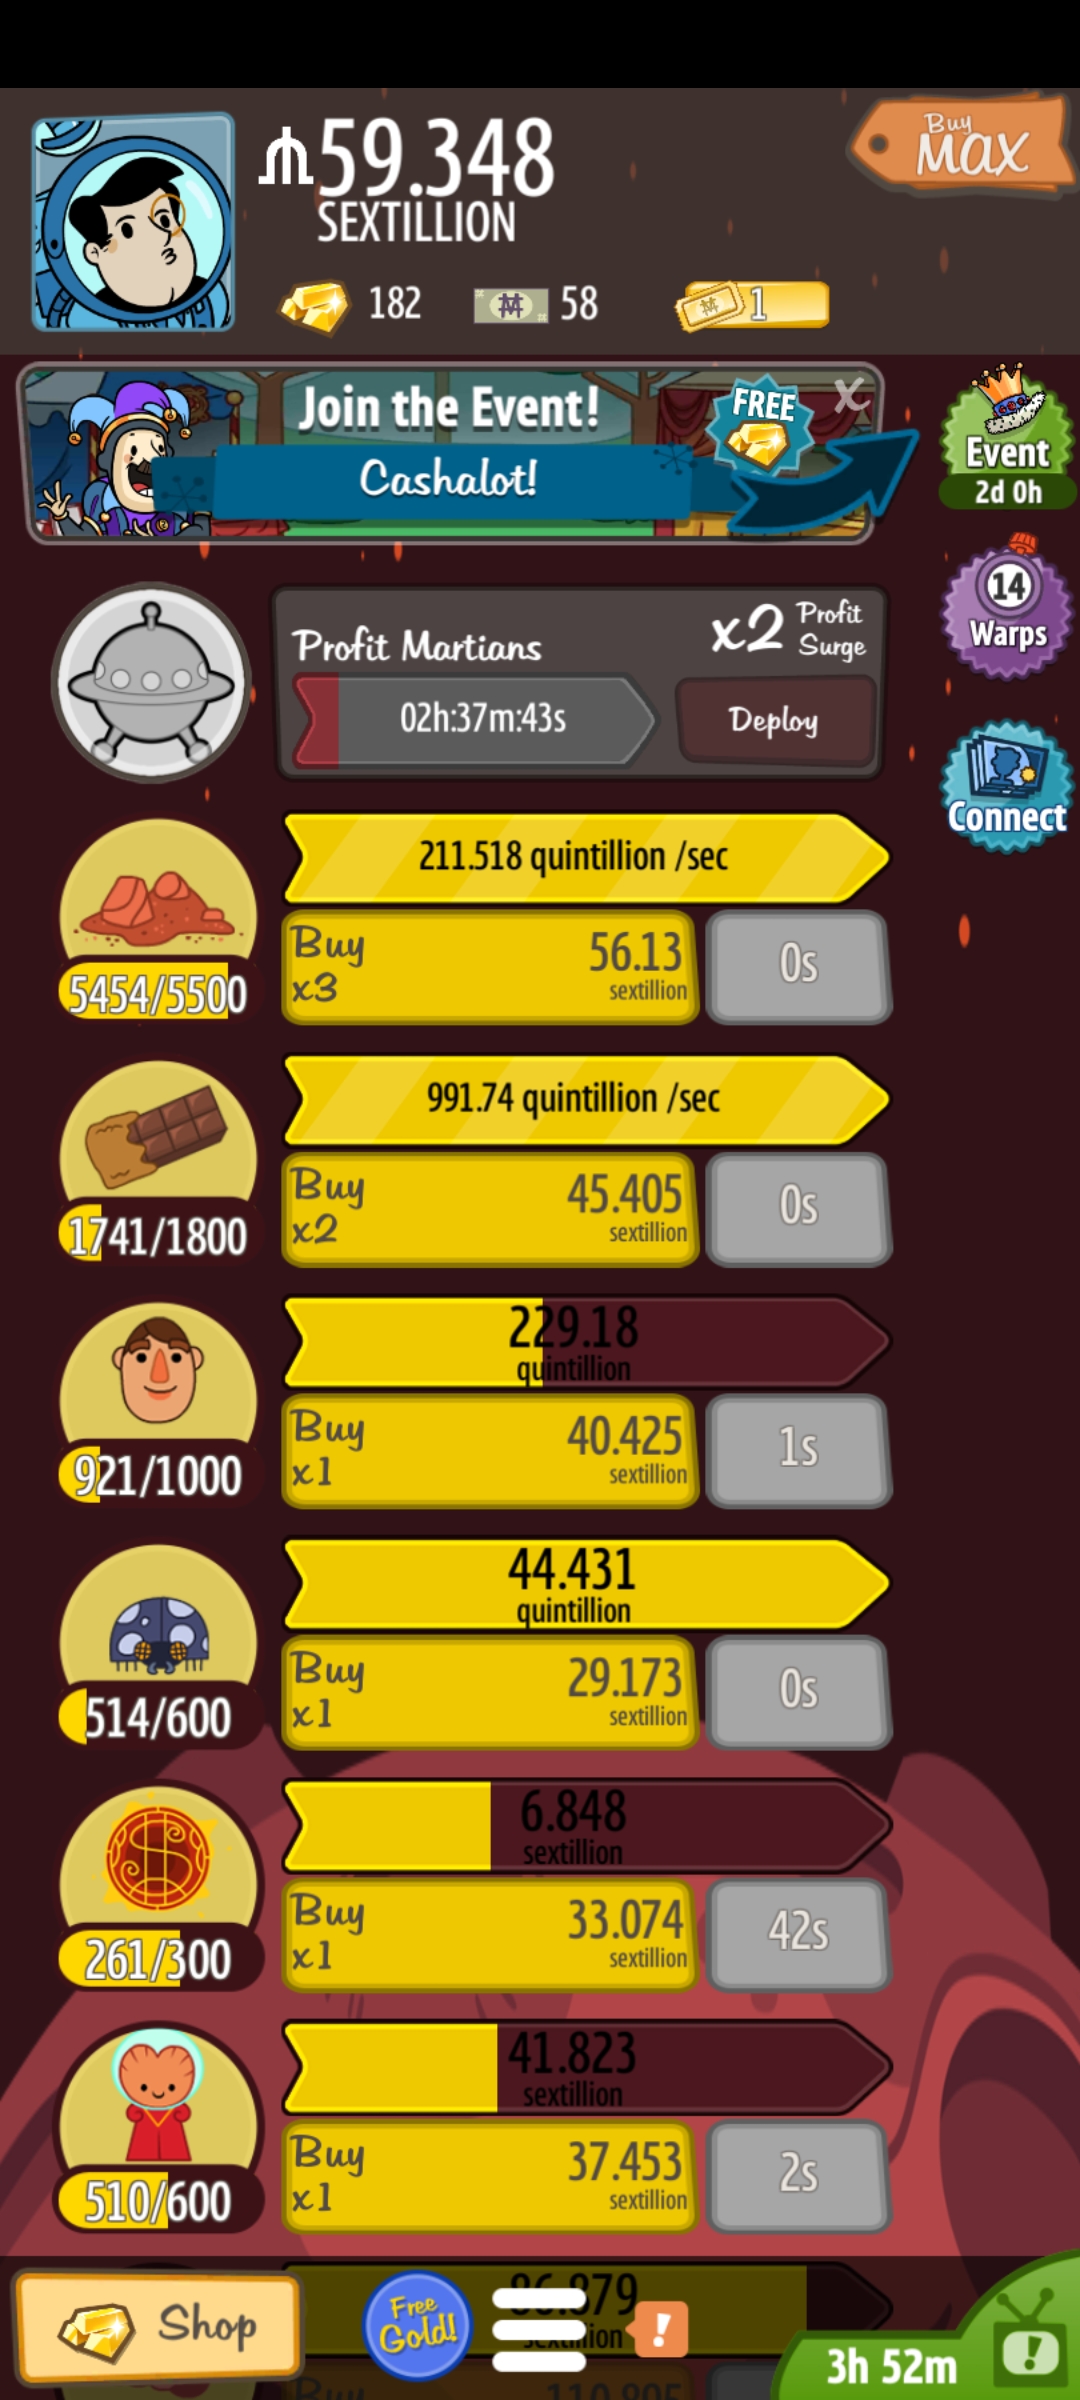 59.348
SEXTILLION
Buy
MAX
182
58
1
Join the Event!
FREE
X
Cashalot!
Event
2d 0h
14
Warps
Connect
Profit Martians
x2 Profit
Surge
02h:37m:43s
Deploy
211.518 quintillion /sec
5454/5500
Buy
x3
56.13
sextillion
0s
991.74 quintillion /sec
1741/1800
Buy
x2
45.405
sextillion
0s
229.18
quintillion
921/1000
Buy
x1
40.425
sextillion
1s
44.431
quintillion
514/600
Buy
x1
29.173
sextillion
0s
6.848
sextillion
261/300
Buy
x1
33.074
sextillion
42s
41.823
sextillion
510/600
Buy
x1
37.453
sextillion
2s
Shop
Free
Gold!
86.879
!
3h 52m
!
Buy